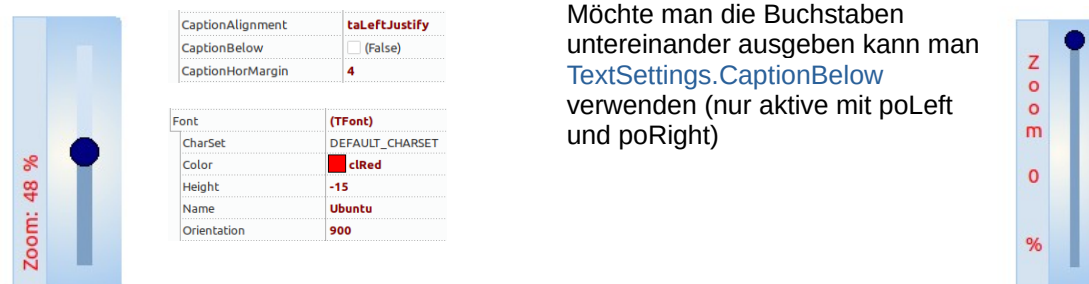 Zoom: 48 %
CaptionAlignment taLeftJustify
CaptionBelow (False)
CaptionHorMargin 4
Font (TFont)
CharSet DEFAULT_CHARSET
Color clRed
Height -15
Name Ubuntu
Orientation 900
Möchte man die Buchstaben
untereinander ausgeben kann man
TextSettings.CaptionBelow
verwenden (nur aktive mit poLeft
und poRight)
Z
o
o
m
0
%